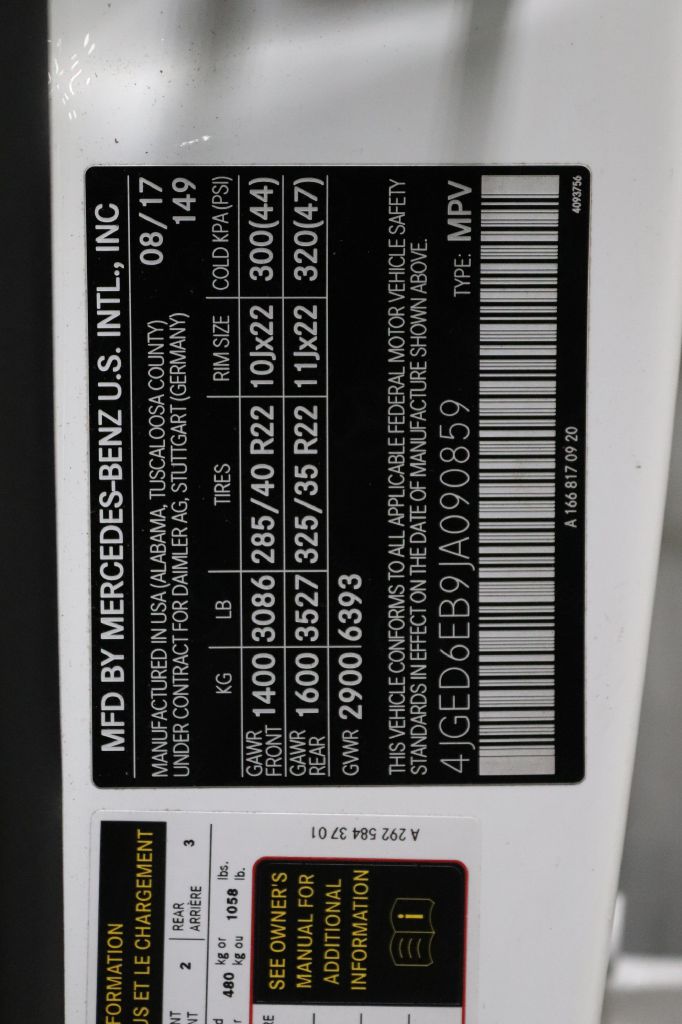 MFD BY MERCEDES-BENZ U.S. INTL., INC
MANUFACTURED IN USA (ALABAMA, TUSCALOOSA COUNTY) 08/17
UNDER CONTRACT FOR DAIMLER AG, STUTTGART (GERMANY) 149
KG LB TIRES RIM SIZE COLD KPA (PSI)
GAWR FRONT 1400 3086 285/40 R22 10Jx22 300(44)
GAWR REAR 1600 3527 325/35 R22 11Jx22 320(47)
GVWR 2900 6393
THIS VEHICLE CONFORMS TO ALL APPLICABLE FEDERAL MOTOR VEHICLE SAFETY
STANDARDS IN EFFECT ON THE DATE OF MANUFACTURE SHOWN ABOVE.
4JGED6EB9JA090859 TYPE: MPV
A 166 817 09 20
4093756
FORMATION
US ET LE CHARGEMENT
NT 2 REAR 3
NT ARRIÈRE
d 480 kg or 1058 lbs.
r kg ou lb.
RE
SEE OWNER'S
MANUAL FOR
ADDITIONAL
INFORMATION
i
A 292 584 37 01